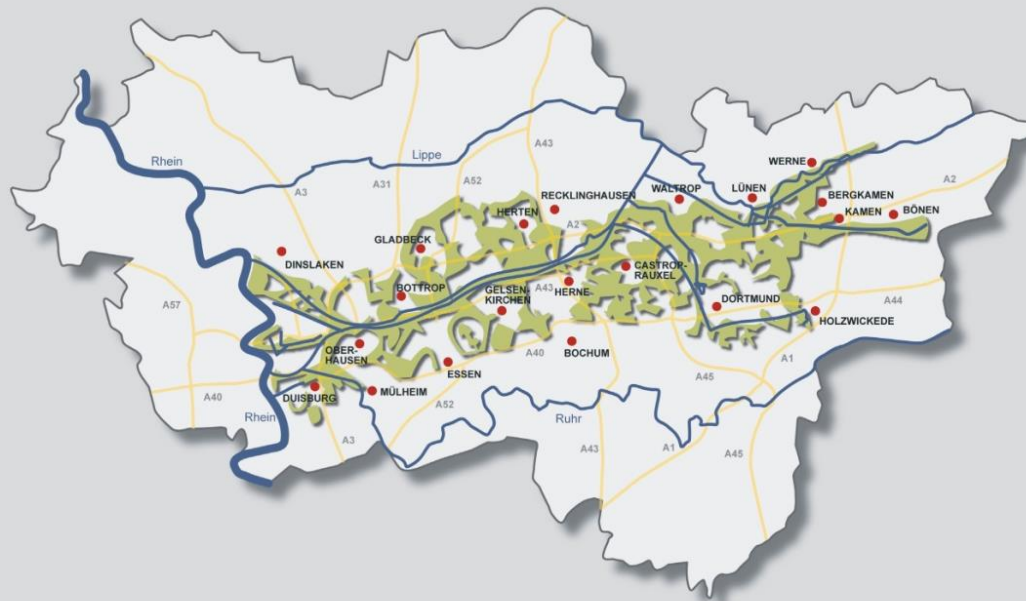 A43
Rhein
Lippe
WERNE
A3
A31
A52
RECKLINGHAUSEN
WALTROP
LÜNEN
A2
BERGKAMEN
HERTEN
A2
KAMEN
BÖNEN
GLADBECK
DINSLAKEN
CASTROP-
RAUXEL
BOTTROP
GELSEN-
KIRCHEN
A43
HERNE
A57
DORTMUND
A44
HOLZWICKEDE
OBER-
HAUSEN
A40
BOCHUM
ESSEN
A1
A45
A40
DUISBURG
MÜLHEIM
A52
Rhein
Ruhr
A3
A43
A1
A45